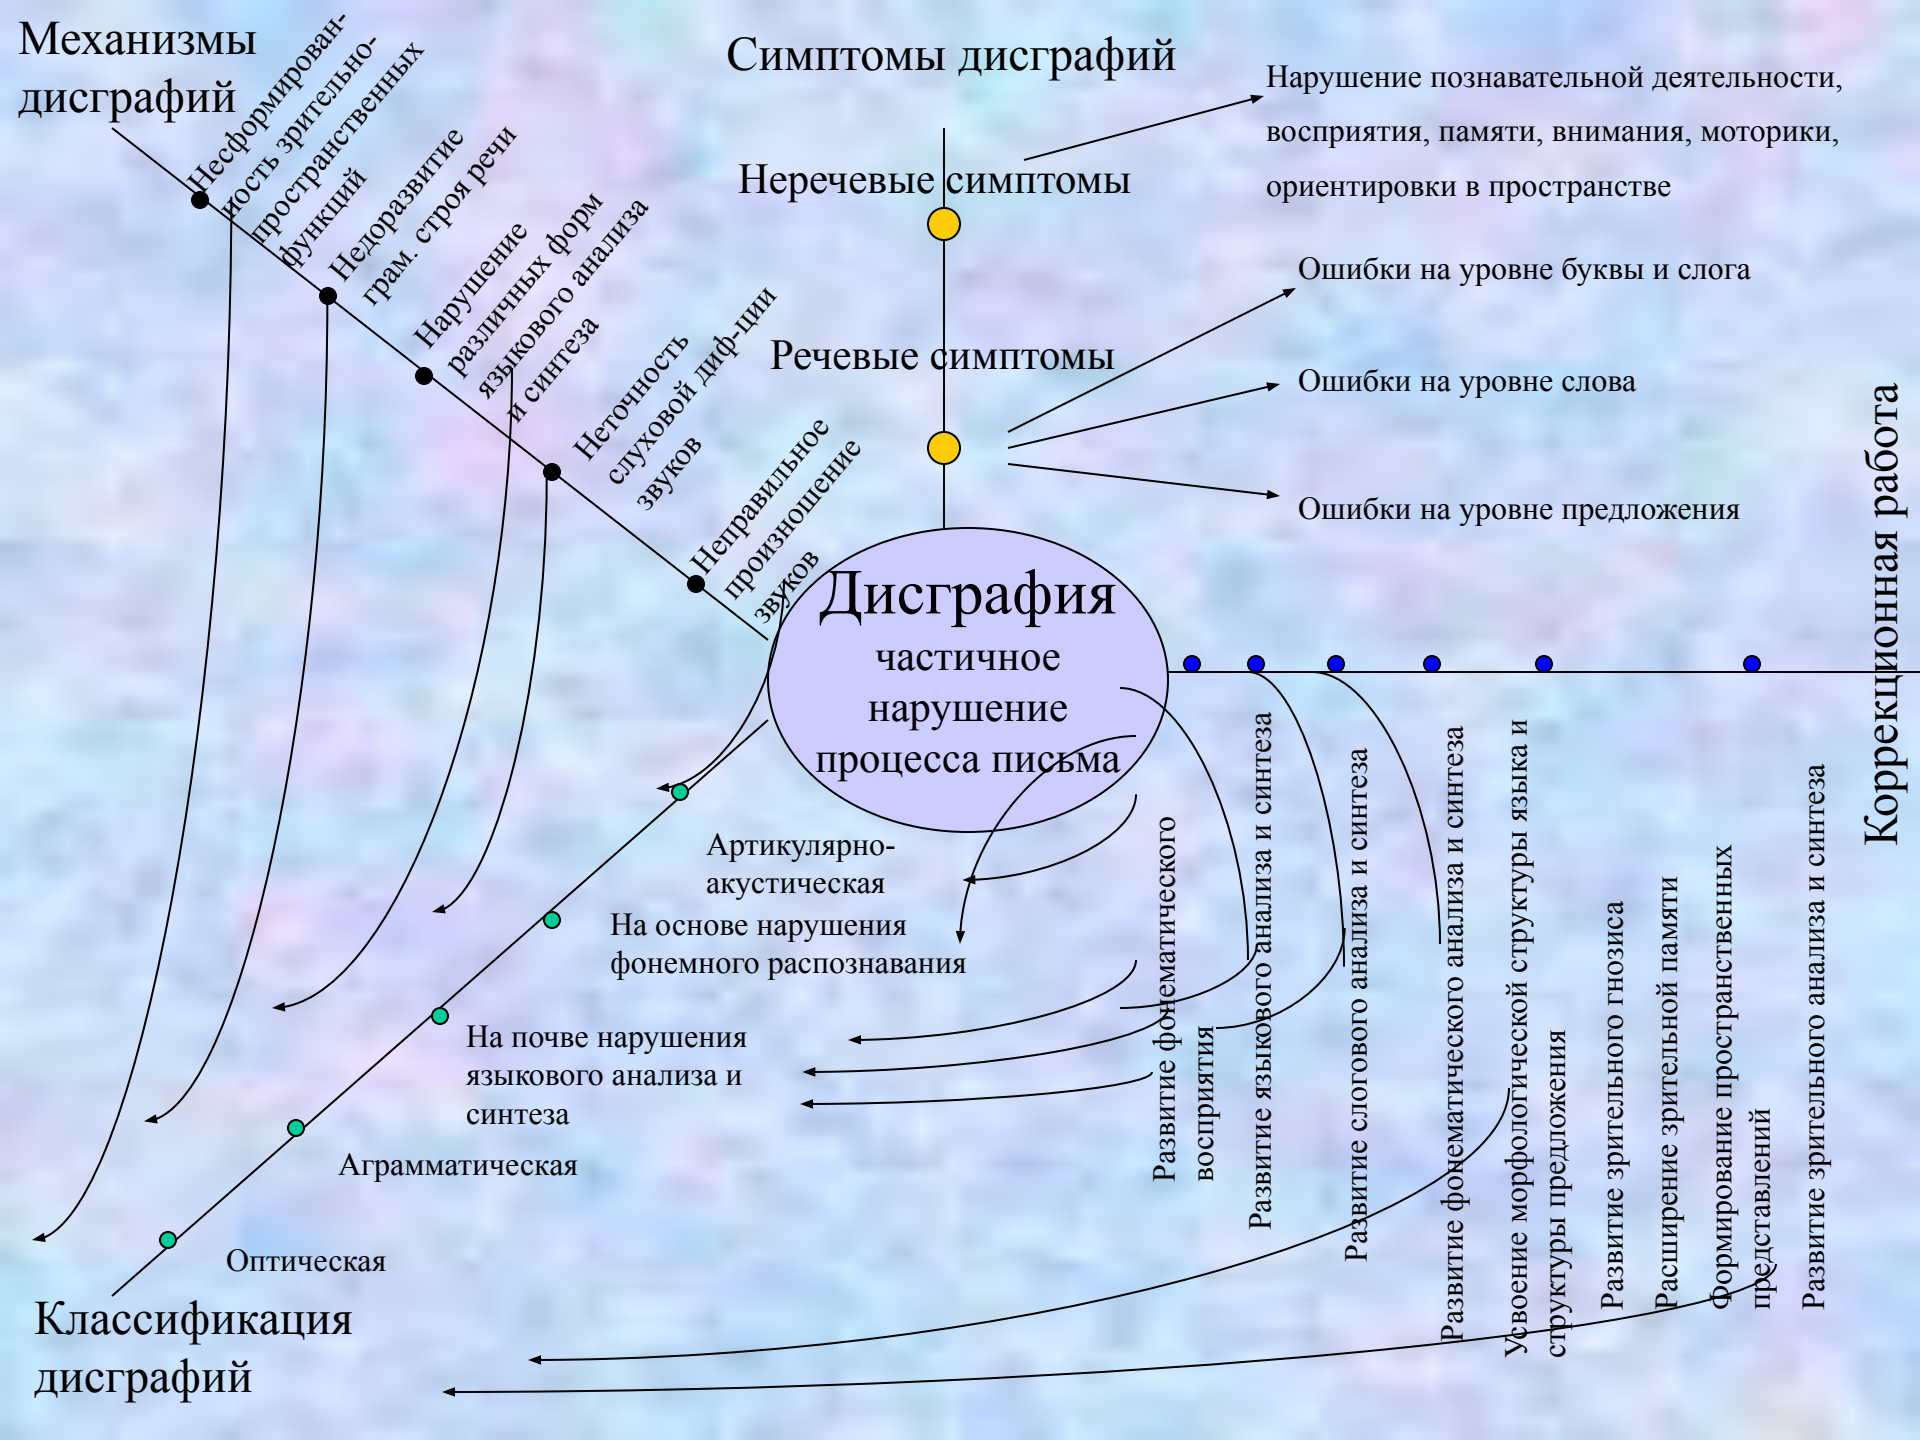 Механизмы
дисграфий
Несформирован-
ность зрительно-
пространственных
функций
Недоразвитие
грам. строя речи
Нарушение
различных форм
языкового анализа
и синтеза
Неточность
слуховой диф-ции
звуков
Неправильное
произношение
звуков
Симптомы дисграфий
Неречевые симптомы
Нарушение познавательной деятельности,
восприятия, памяти, внимания, моторики,
ориентировки в пространстве
Речевые симптомы
Ошибки на уровне буквы и слога
Ошибки на уровне слова
Ошибки на уровне предложения
Дисграфия
частичное
нарушение
процесса письма
Коррекционная работа
Развитие фонематического
восприятия
Развитие языкового анализа и синтеза
Развитие слогового анализа и синтеза
Развитие фонематического анализа и синтеза
Усвоение морфологической структуры языка и
структуры предложения
Развитие зрительного гнозиса
Расширение зрительной памяти
Формирование пространственных
представлений
Развитие зрительного анализа и синтеза
Артикулярно-
акустическая
На основе нарушения
фонемного распознавания
На почве нарушения
языкового анализа и
синтеза
Аграмматическая
Оптическая
Классификация
дисграфий